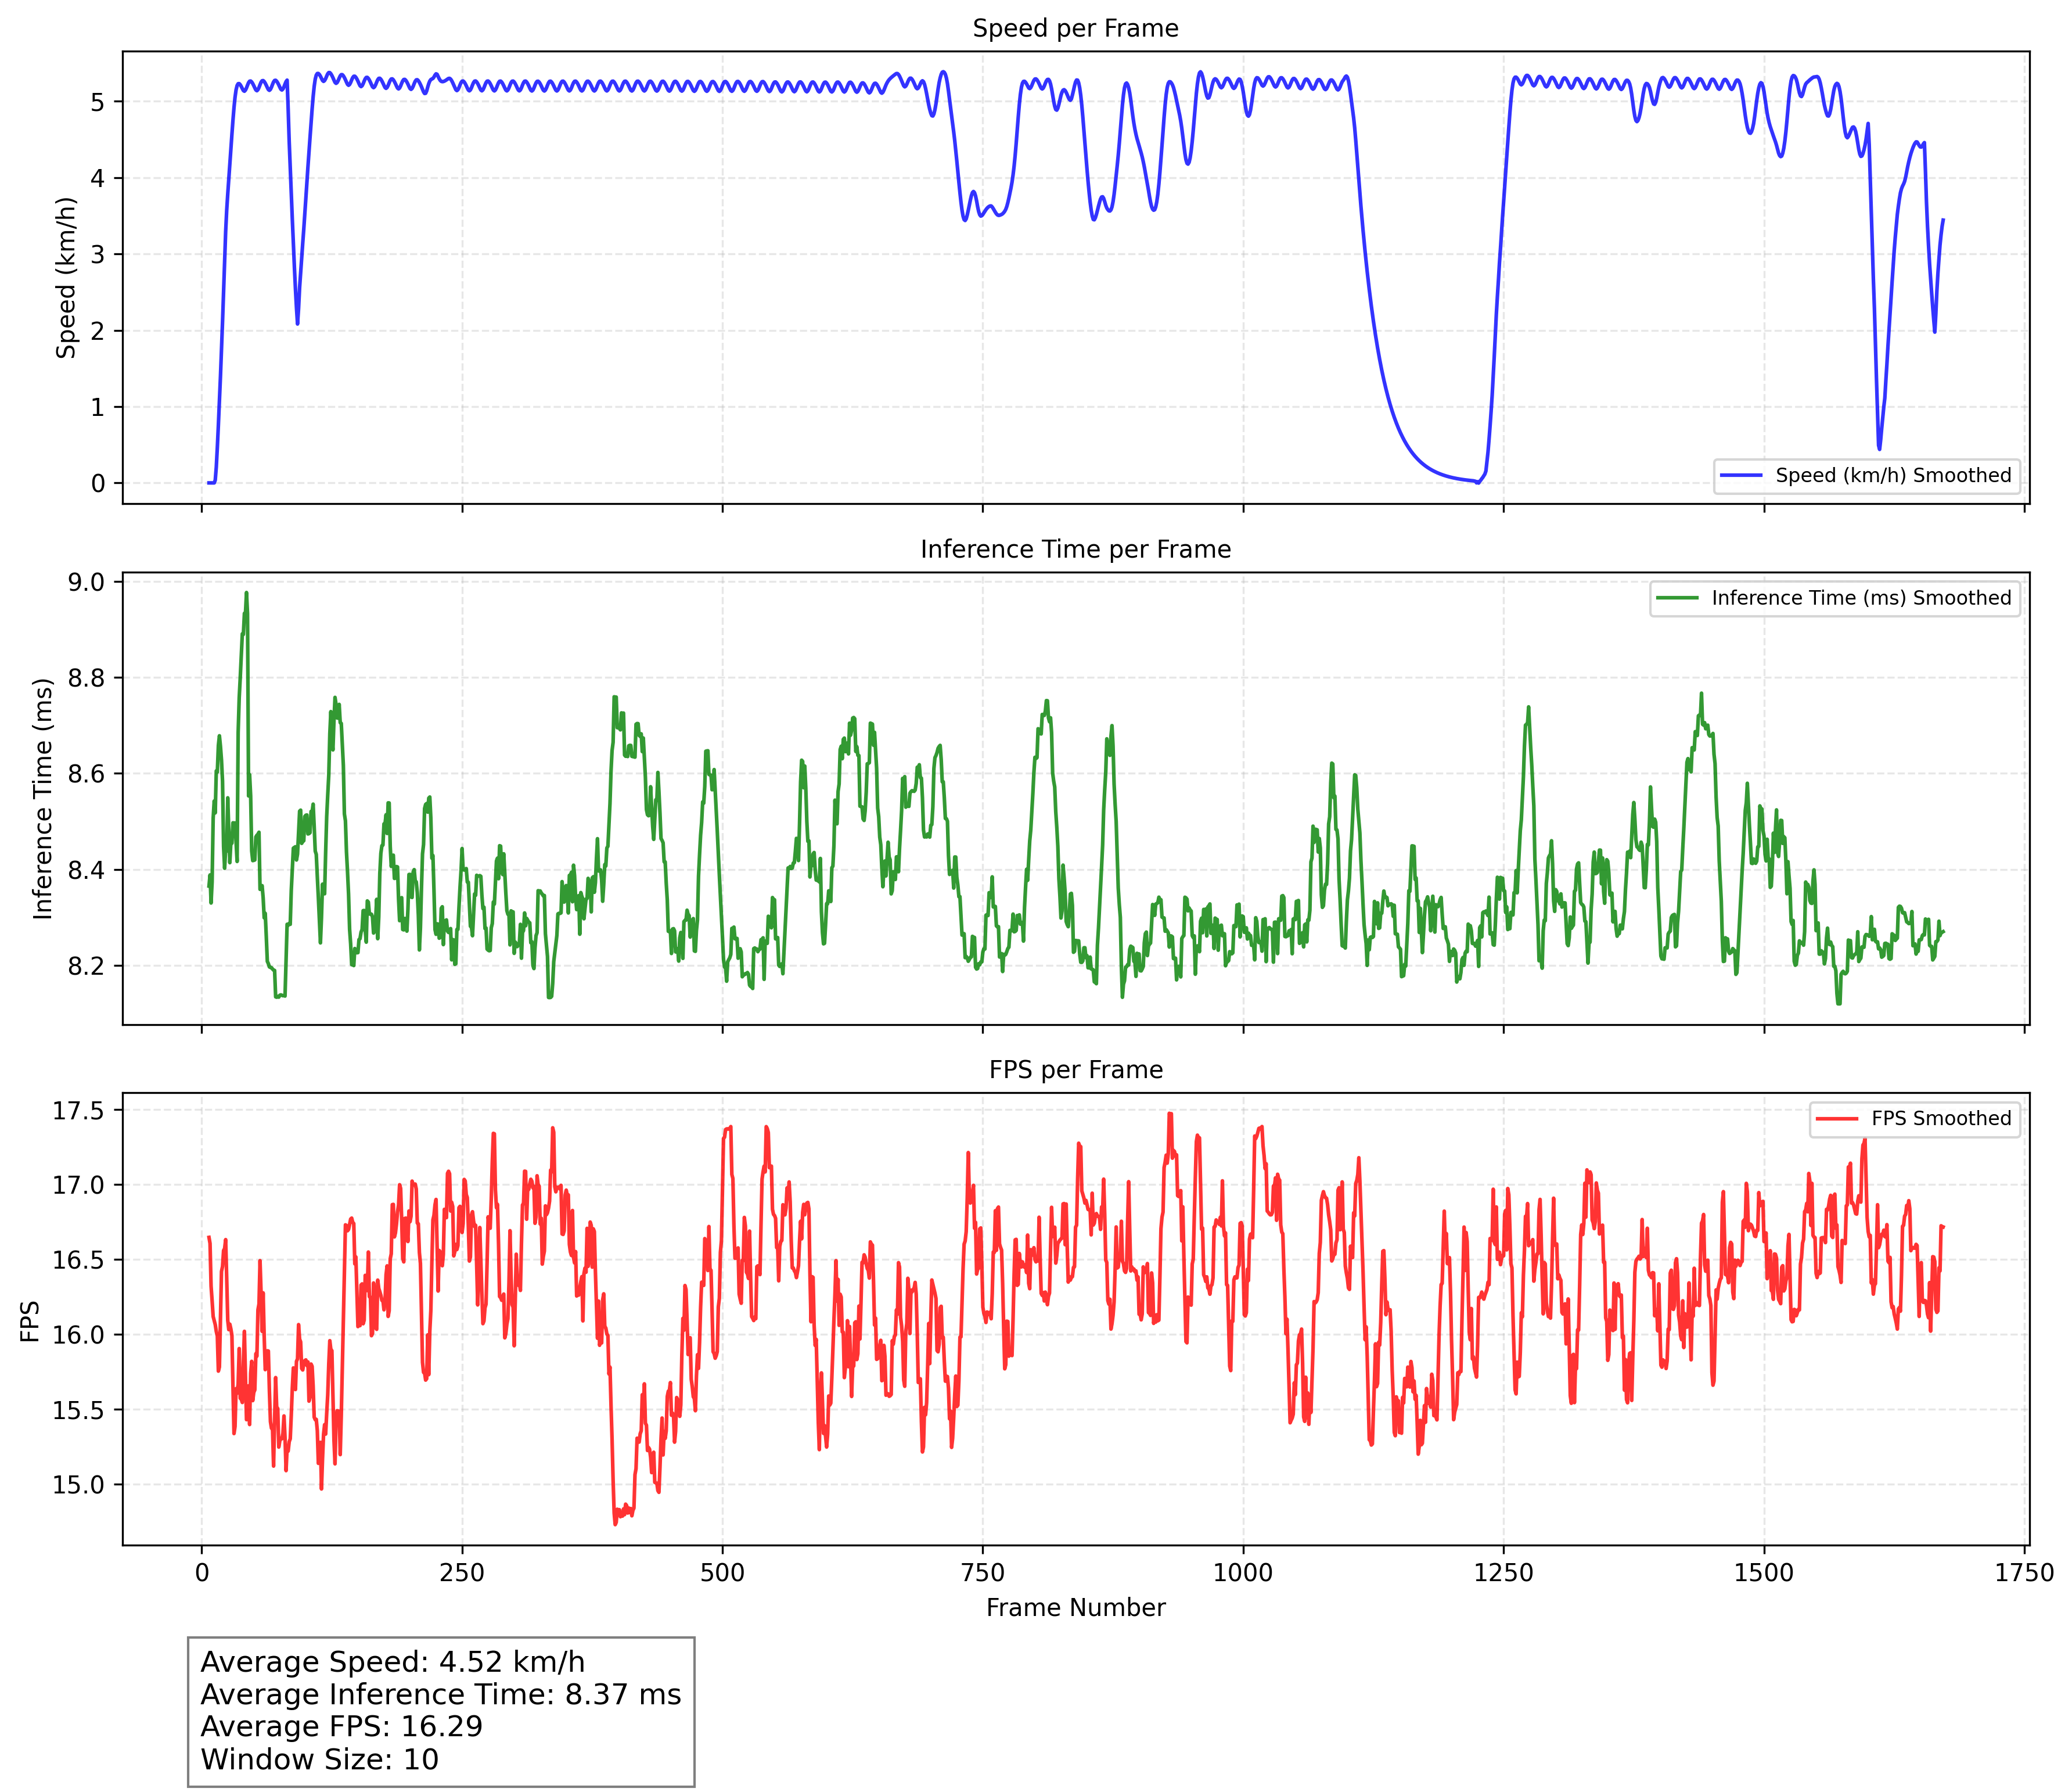 Speed per Frame
Speed (km/h)
5
4
3
2
1
0
Speed (km/h) Smoothed
Inference Time per Frame
Inference Time (ms)
9.0
8.8
8.6
8.4
8.2
Inference Time (ms) Smoothed
FPS per Frame
FPS
17.5
17.0
16.5
16.0
15.5
15.0
FPS Smoothed
0 250 500 750 1000 1250 1500 1750
Frame Number
Average Speed: 4.52 km/h
Average Inference Time: 8.37 ms
Average FPS: 16.29
Window Size: 10